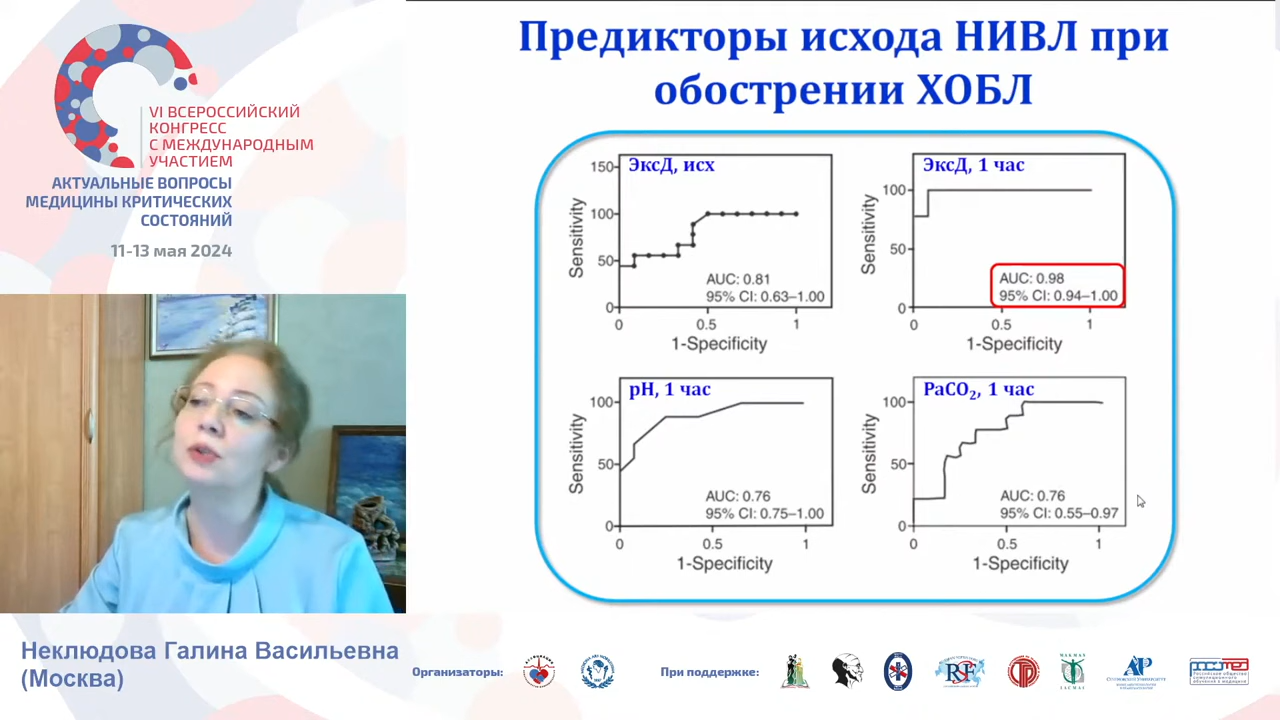 VI ВСЕРОССИЙСКИЙ
КОНГРЕСС
С МЕЖДУНАРОДНЫМ
УЧАСТИЕМ
АКТУАЛЬНЫЕ ВОПРОСЫ
МЕДИЦИНЫ КРИТИЧЕСКИХ
СОСТОЯНИЙ
11-13 мая 2024
Предикторы исхода НИВЛ при
обострении ХОБЛ
ЭксД, исх
150
100
50
0
Sensitivity
AUC: 0.81
95% CI: 0.63–1.00
0 0.5 1
1-Specificity
ЭксД, 1 час
100
50
0
Sensitivity
AUC: 0.98
95% CI: 0.94–1.00
0 0.5 1
1-Specificity
pH, 1 час
100
50
0
Sensitivity
AUC: 0.76
95% CI: 0.75–1.00
0 0.5 1
1-Specificity
PaCO₂, 1 час
100
50
0
Sensitivity
AUC: 0.76
95% CI: 0.55–0.97
0 0.5 1
1-Specificity
Неклюдова Галина Васильевна
(Москва)
Организаторы:
При поддержке: